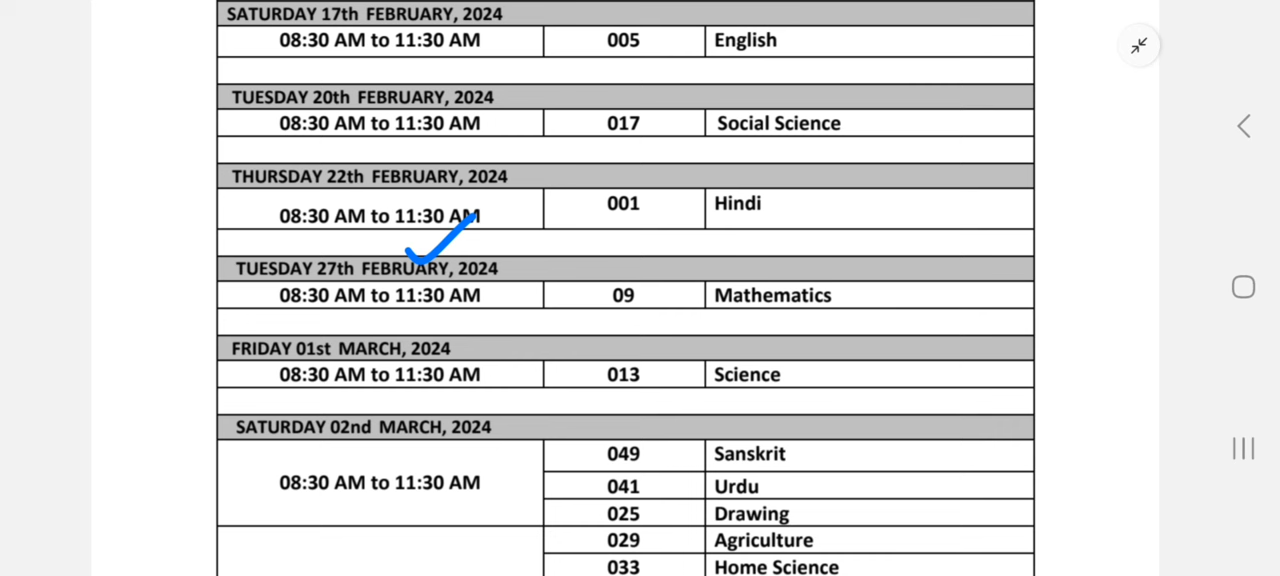 SATURDAY 17th FEBRUARY, 2024
08:30 AM to 11:30 AM 005 English
TUESDAY 20th FEBRUARY, 2024
08:30 AM to 11:30 AM 017 Social Science
THURSDAY 22th FEBRUARY, 2024
08:30 AM to 11:30 AM 001 Hindi
TUESDAY 27th FEBRUARY, 2024
08:30 AM to 11:30 AM 09 Mathematics
FRIDAY 01st MARCH, 2024
08:30 AM to 11:30 AM 013 Science
SATURDAY 02nd MARCH, 2024
08:30 AM to 11:30 AM 049 Sanskrit
041 Urdu
025 Drawing
029 Agriculture
033 Home Science